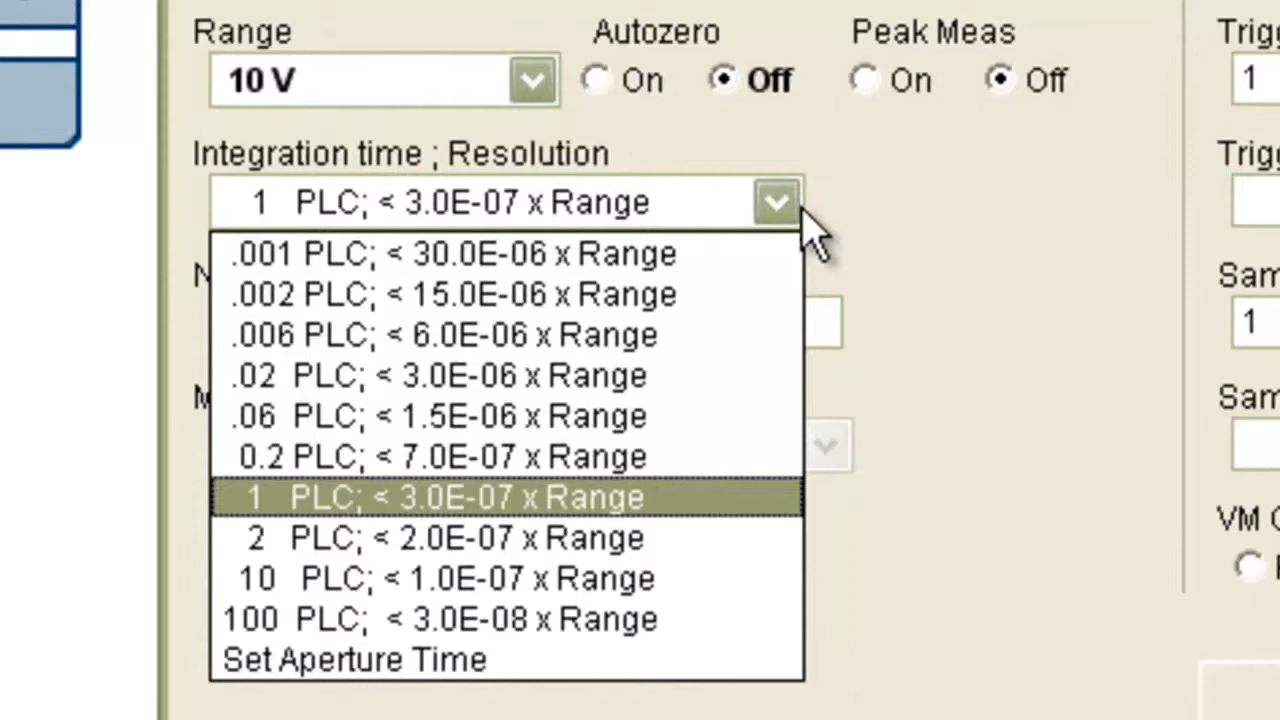 Range
Autozero
Peak Meas
10 V
On
Off
On
Off
1
Integration time ; Resolution
1 PLC; < 3.0E-07 x Range
.001 PLC; < 30.0E-06 x Range
.002 PLC; < 15.0E-06 x Range
.006 PLC; < 6.0E-06 x Range
.02 PLC; < 3.0E-06 x Range
.06 PLC; < 1.5E-06 x Range
0.2 PLC; < 7.0E-07 x Range
1 PLC; < 3.0E-07 x Range
2 PLC; < 2.0E-07 x Range
10 PLC; < 1.0E-07 x Range
100 PLC; < 3.0E-08 x Range
Set Aperture Time
1
VM